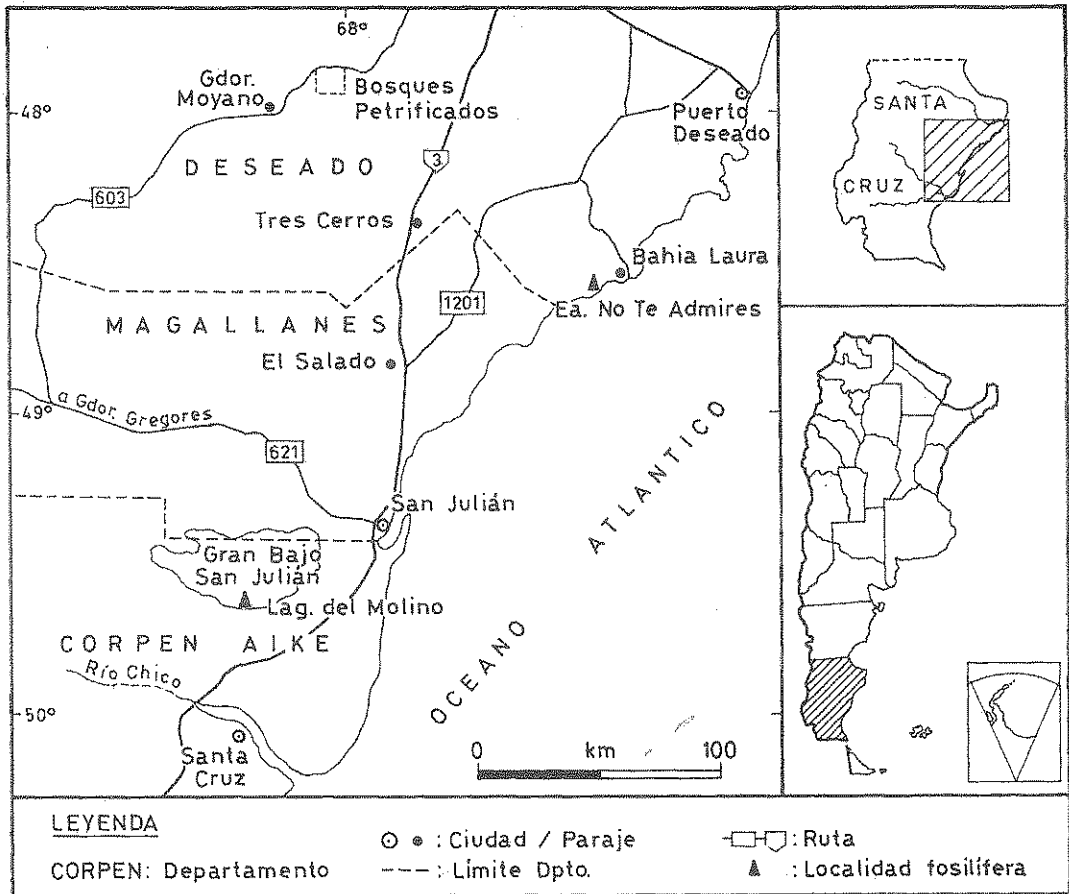 68°
Gdor.
Moyano
Bosques
Petrificados
48°
Puerto
Deseado
DESEADO
3
603
Tres Cerros
Bahia Laura
1201
Ea. No Te Admires
MAGALLANES
El Salado
49°
a Gdor. Gregores
621
San Julián
ATLANTICO
Gran Bajo
San Julián
Lag. del Molino
CORPEN AIKE
Río Chico
OCEANO
50°
Santa
Cruz
0 km 100
SANTA
CRUZ
LEYENDA
CORPEN: Departamento
: Ciudad / Paraje
: Límite Dpto.
: Ruta
: Localidad fosilífera